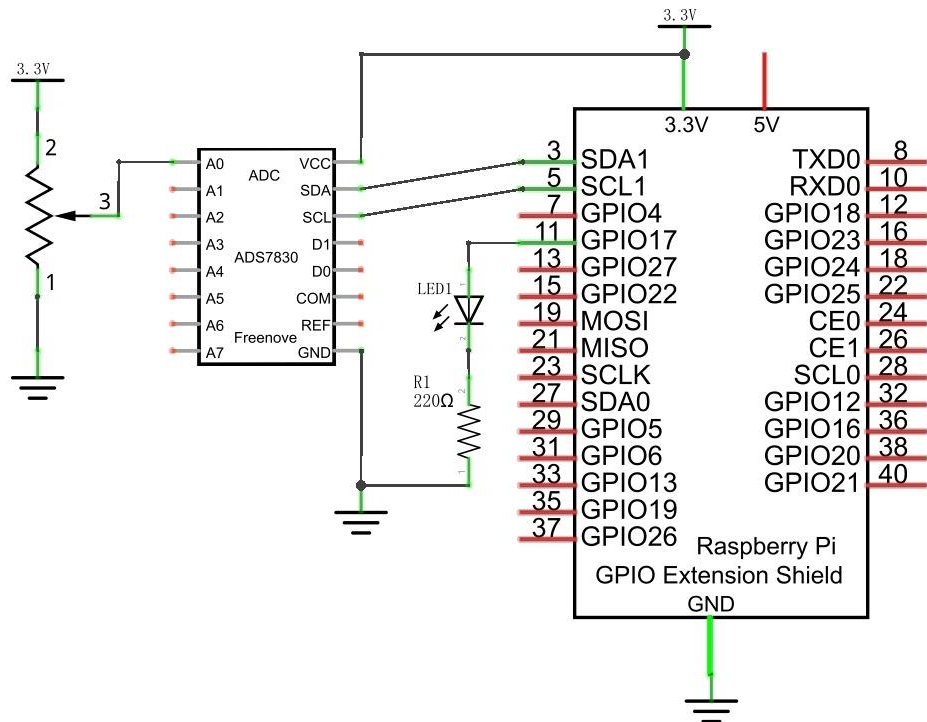 3.3V
3.3V
2
3
1
A0
A1
A2
A3
A4
A5
A6
A7
ADC
ADS7830
Freenove
VCC
SDA
SCL
D1
D0
COM
REF
GND
LED1
1
2
R1
220Ω
2
1
3.3V
5V
3 SDA1
5 SCL1
7 GPIO4
11 GPIO17
13 GPIO27
15 GPIO22
19 MOSI
21 MISO
23 SCLK
27 SDA0
29 GPIO5
31 GPIO6
33 GPIO13
35 GPIO19
37 GPIO26
TXD0 8
RXD0 10
GPIO18 12
GPIO23 16
GPIO24 18
GPIO25 22
CE0 24
CE1 26
SCL0 28
GPIO12 32
GPIO16 36
GPIO20 38
GPIO21 40
Raspberry Pi
GPIO Extension Shield
GND